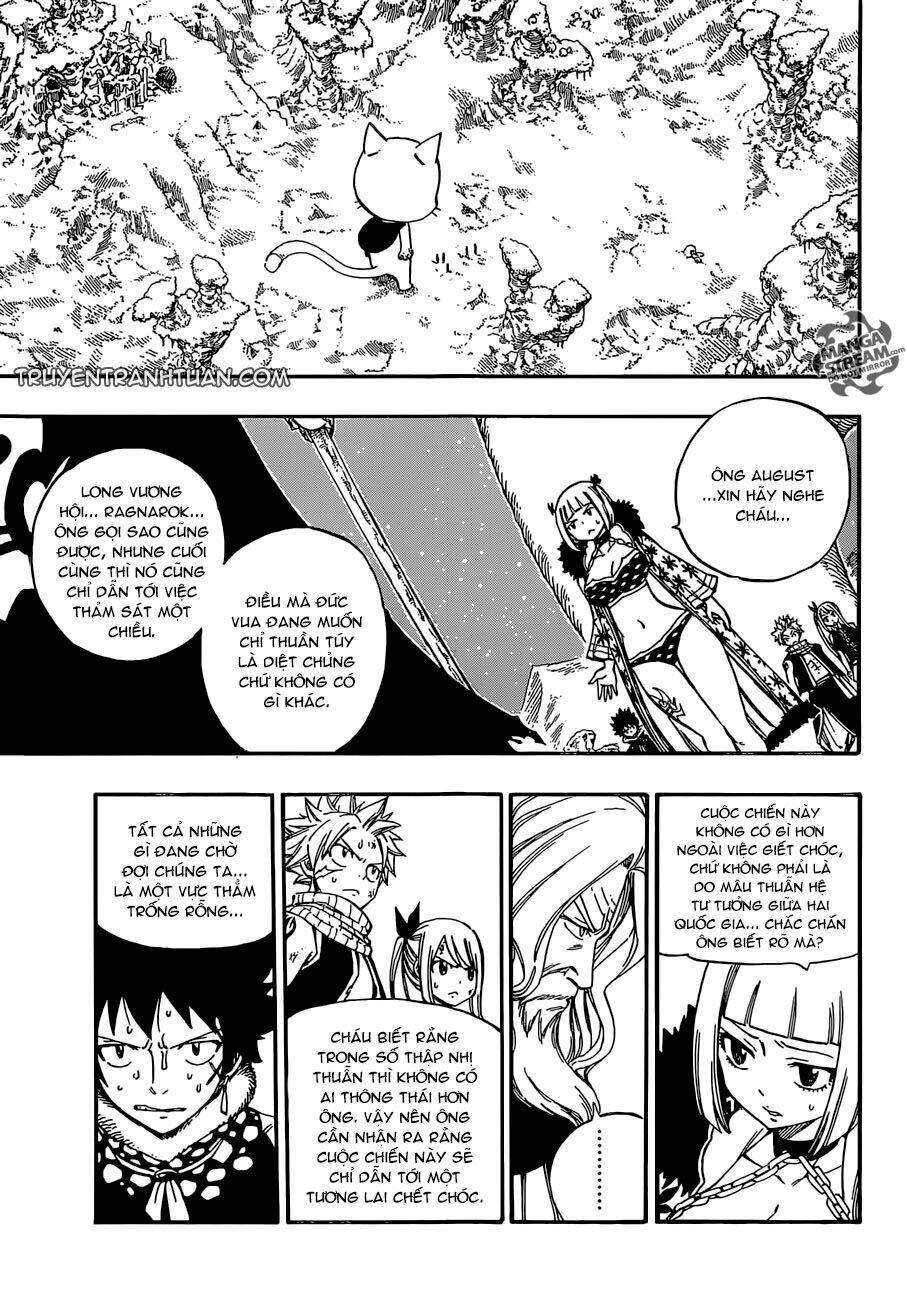 MANGA
STREAM.com
DO NOT MIRROR
TRUYENTRANHTUAN.COM
ÔNG AUGUST
...XIN HÃY NGHE
CHÁU...
LONG VƯƠNG
HỘI... RAGNAROK...
ÔNG GỌI SAO CŨNG
ĐƯỢC, NHƯNG CUỐI
CÙNG THÌ NÓ CŨNG
CHỈ DẪN TỚI VIỆC
THẢM SÁT MỘT
CHIỀU.
ĐIỀU MÀ ĐỨC
VUA ĐANG MUỐN
CHỈ THUẦN TÚY
LÀ DIỆT CHỦNG
CHỨ KHÔNG CÓ
GÌ KHÁC.
CUỘC CHIẾN NÀY
KHÔNG CÓ GÌ HƠN
NGOÀI VIỆC GIẾT CHÓC,
CHỨ KHÔNG PHẢI LÀ
DO MÂU THUẪN HỆ
TƯ TƯỞNG GIỮA HAI
QUỐC GIA... CHẮC CHẮN
ÔNG BIẾT RÕ MÀ?
.........
CHÁU BIẾT RẰNG
TRONG SỐ THẬP NHỊ
THUẪN THÌ KHÔNG CÓ
AI THÔNG THÁI HƠN
ÔNG. VẬY NÊN ÔNG
CẦN NHẬN RA RẰNG
CUỘC CHIẾN NÀY SẼ
CHỈ DẪN TỚI MỘT
TƯƠNG LAI CHẾT CHÓC.
TẤT CẢ NHỮNG
GÌ ĐANG CHỜ
ĐỢI CHÚNG TA...
LÀ MỘT VỰC THẲM
TRỐNG RỖNG...